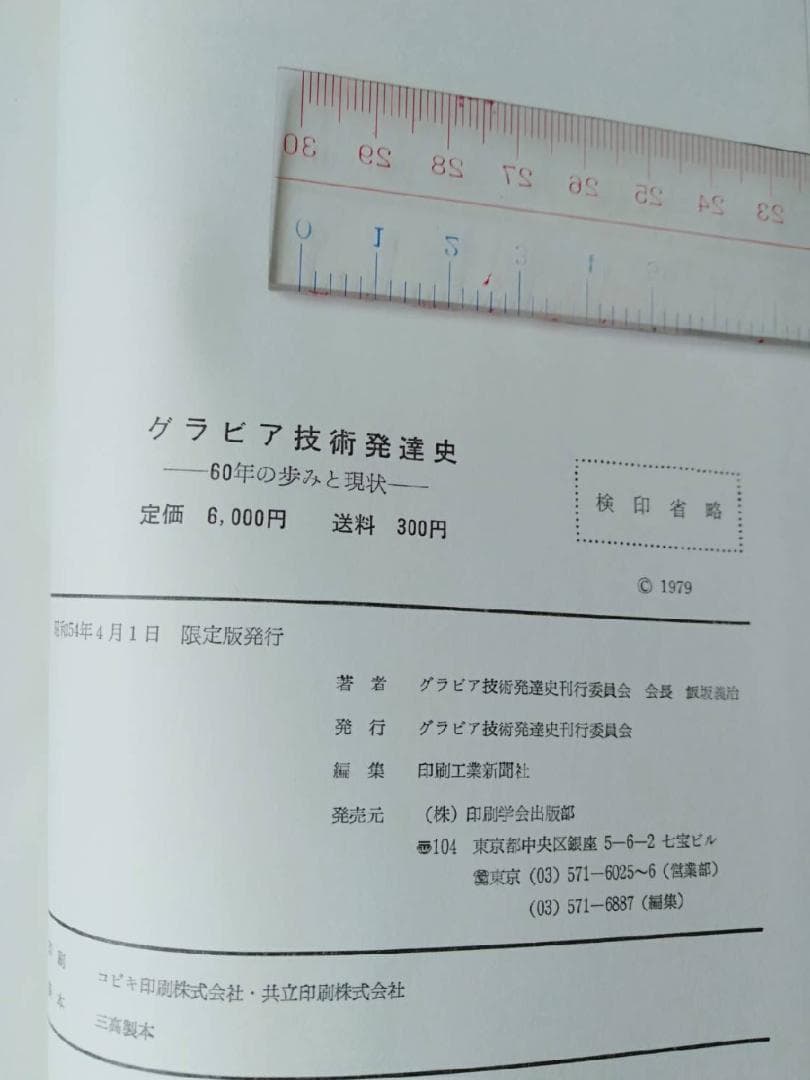 30 29 28 27 26 25 24 23
0 1 2 3 4
グラビア技術発達史
――60年の歩みと現状――
定価 6,000円 送料 300円
検印省略
© 1979
昭和54年4月1日 限定版発行
著者 グラビア技術発達史刊行委員会 会長 飯坂義治
発行 グラビア技術発達史刊行委員会
編集 印刷工業新聞社
発売元 (株)印刷学会出版部
〠104 東京都中央区銀座 5―6―2 七宝ビル
東京 (03) 571―6025~6 (営業部)
(03) 571―6887 (編集)
印刷 コビキ印刷株式会社・共立印刷株式会社
製本 三高製本